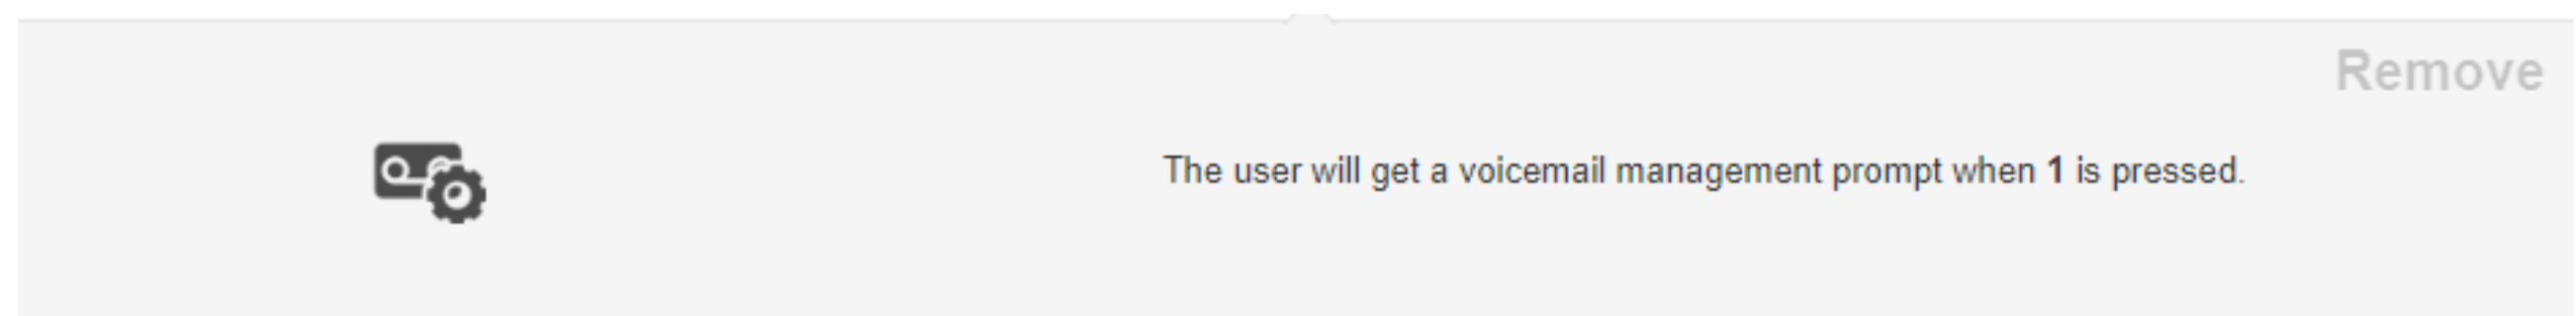 Remove
The user will get a voicemail management prompt when 1 is pressed.